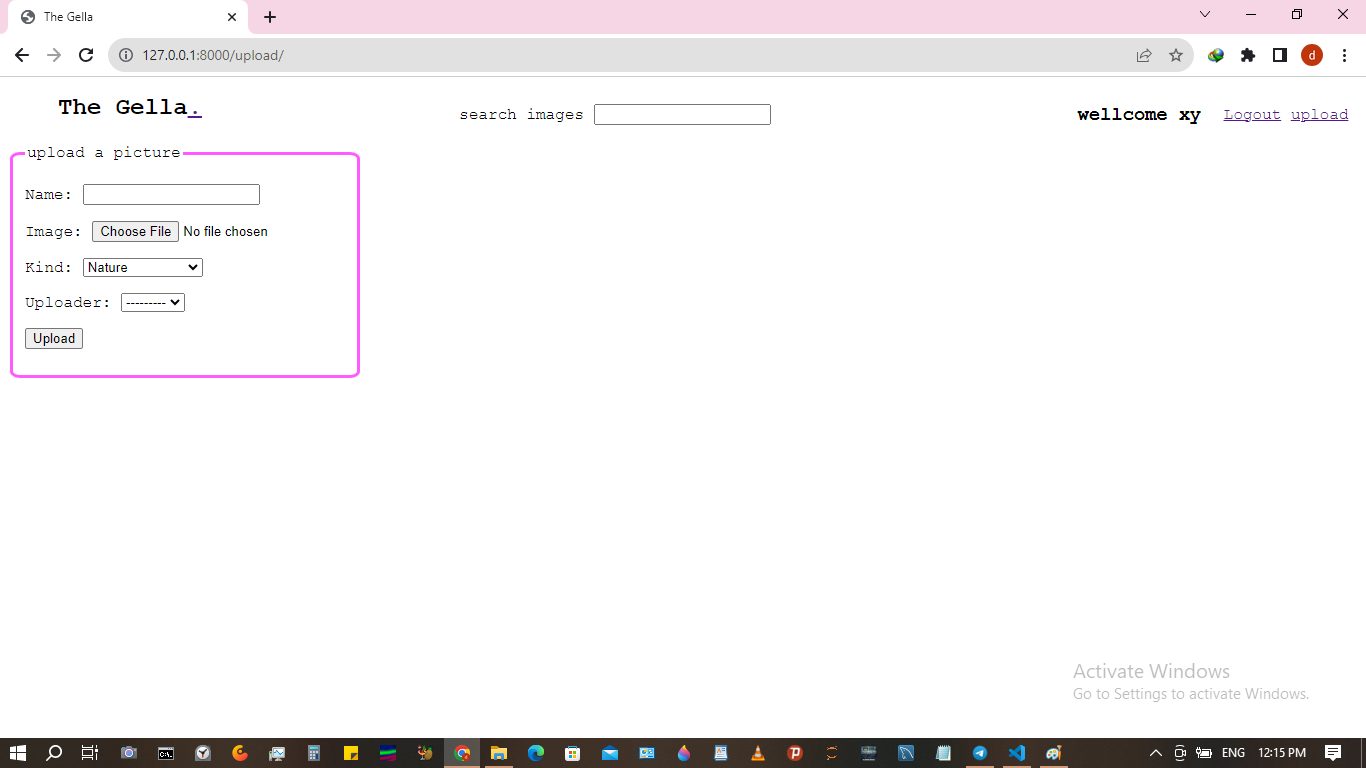 The Gella
127.0.0.1:8000/upload/
d
The Gella.
search images
wellcome xy Logout upload
upload a picture
Name:
Image: Choose File No file chosen
Kind: Nature
Uploader: ---------
Upload
Activate Windows
Go to Settings to activate Windows.
ENG 12:15 PM